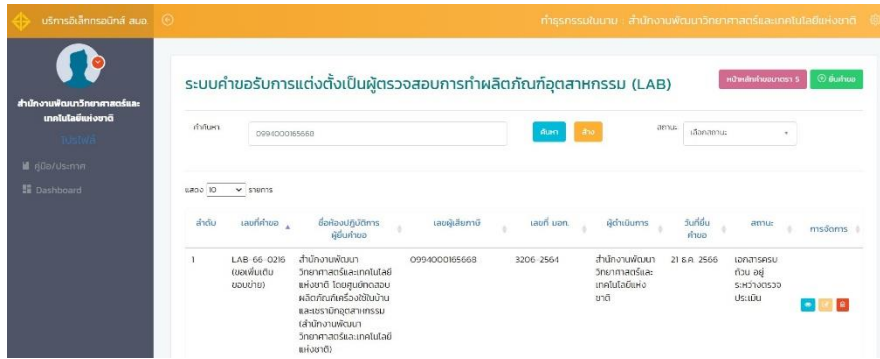 บริการอิเล็กทรอนิกส์ สมอ.
ทำธุรกรรมในนาม : สำนักงานพัฒนาวิทยาศาสตร์และเทคโนโลยีแห่งชาติ
สำนักงานพัฒนาวิทยาศาสตร์และ
เทคโนโลยีแห่งชาติ
โปรไฟล์
คู่มือ/ประกาศ
Dashboard
ระบบคำขอรับการแต่งตั้งเป็นผู้ตรวจสอบการทำผลิตภัณฑ์อุตสาหกรรม (LAB)
หน้าหลักคำขอมาตรา 5
ยื่นคำขอ
คำค้นหา
0994000165668
ค้นหา
ล้าง
สถานะ
เลือกสถานะ
แสดง 10 รายการ
ลำดับ
เลขที่คำขอ
ชื่อห้องปฏิบัติการ
ผู้ยื่นคำขอ
เลขผู้เสียภาษี
เลขที่ มอก.
ผู้ดำเนินการ
วันที่ยื่น
คำขอ
สถานะ
การจัดการ
1
LAB-66-0216
(ขอเพิ่มเติม
ขอบข่าย)
สำนักงานพัฒนา
วิทยาศาสตร์และเทคโนโลยี
แห่งชาติ โดยศูนย์ทดสอบ
ผลิตภัณฑ์เครื่องใช้ในบ้าน
และเซรามิกอุตสาหกรรม
(สำนักงานพัฒนา
วิทยาศาสตร์และเทคโนโลยี
แห่งชาติ)
0994000165668
3206-2564
สำนักงานพัฒนา
วิทยาศาสตร์และ
เทคโนโลยีแห่ง
ชาติ
21 ธ.ค. 2566
เอกสารครบ
ถ้วน อยู่
ระหว่างตรวจ
ประเมิน